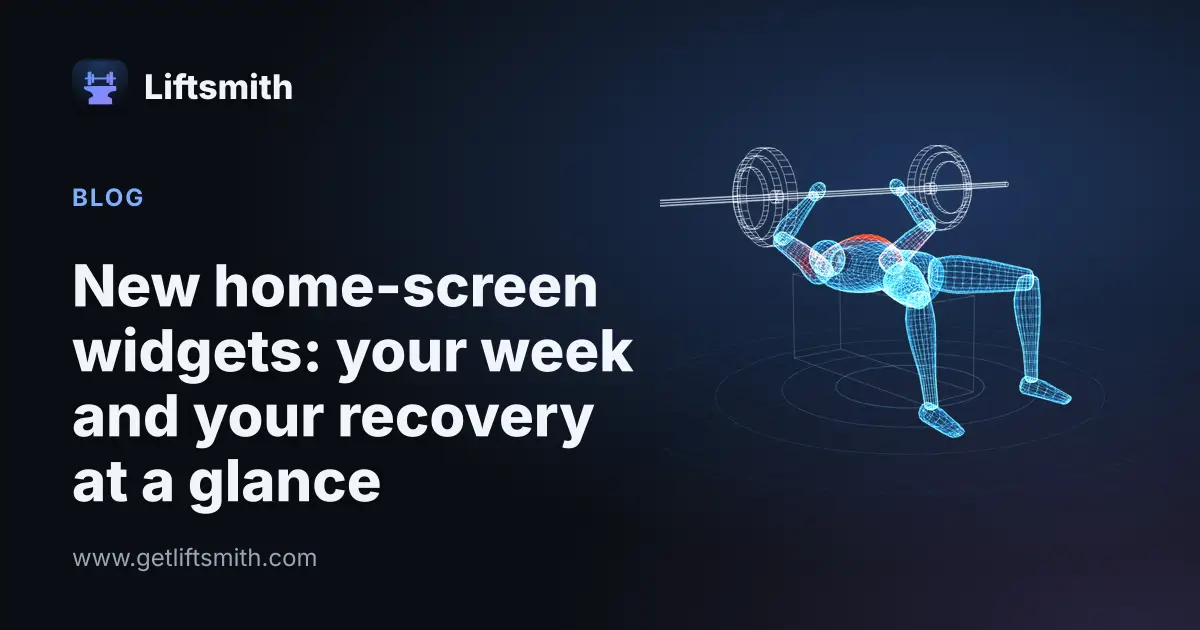 Liftsmith
BLOG
New home-screen
widgets: your week
and your recovery
at a glance
www.getliftsmith.com